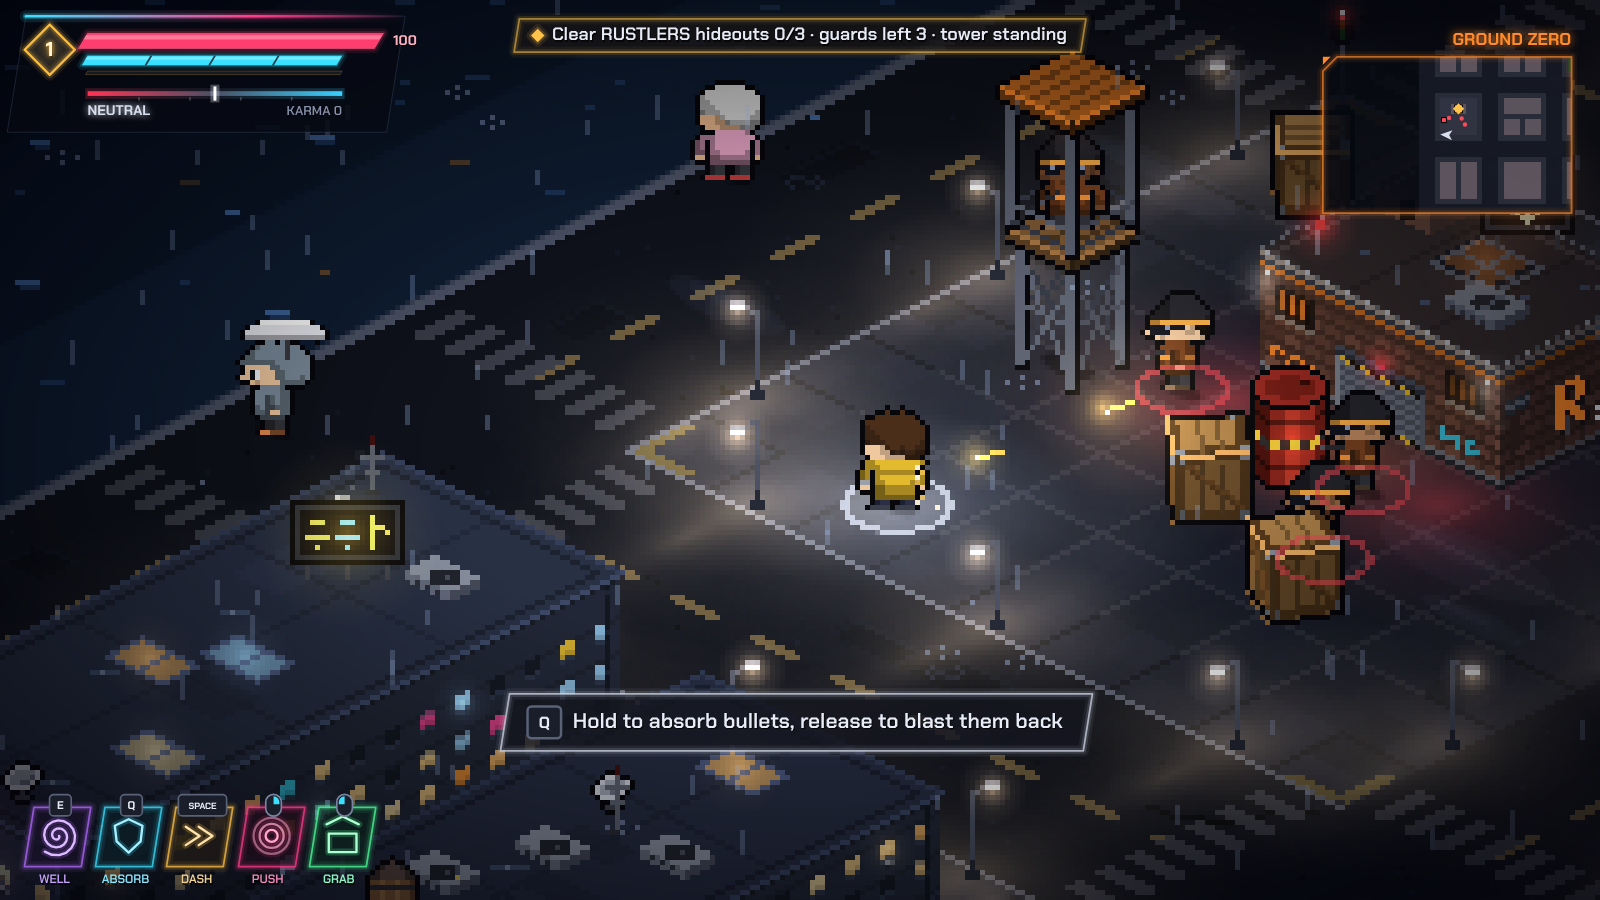 1
100
NEUTRAL
KARMA 0
Clear RUSTLERS hideouts 0/3 · guards left 3 · tower standing
GROUND ZERO
R
Q Hold to absorb bullets, release to blast them back
E
Q
SPACE
WELL
ABSORB
DASH
PUSH
GRAB